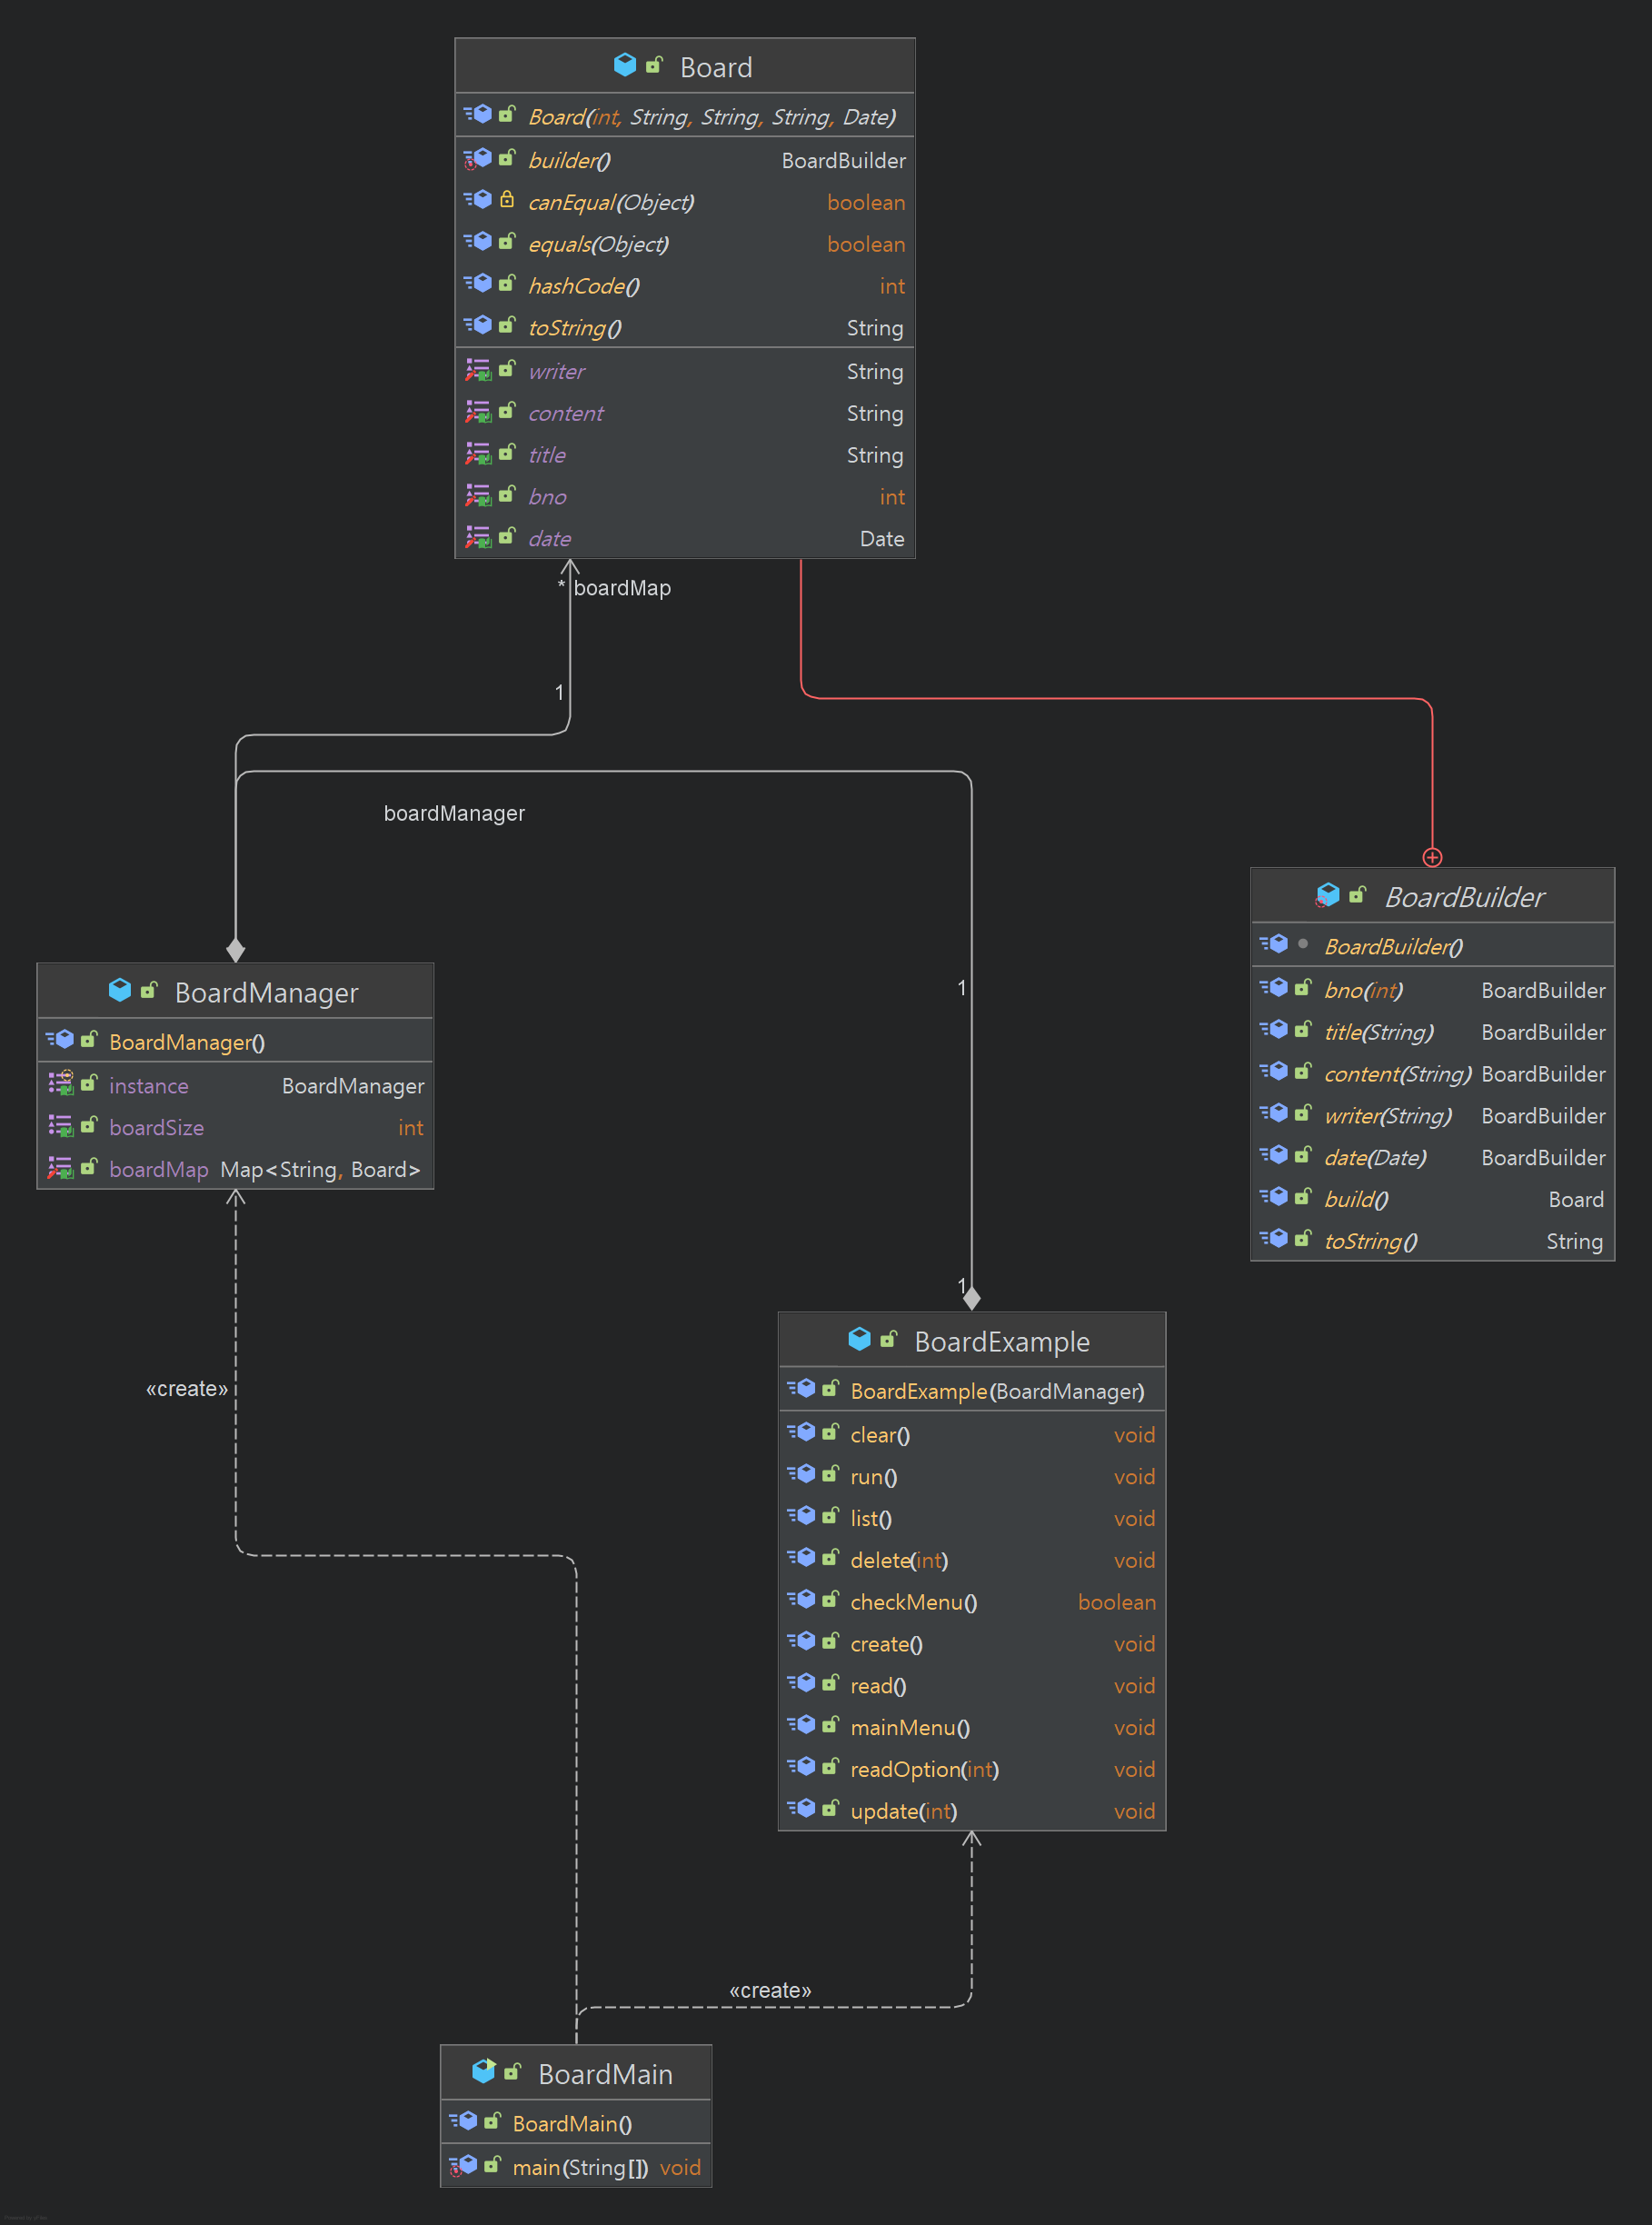 Board
Board(int, String, String, String, Date)
builder() BoardBuilder
canEqual(Object) boolean
equals(Object) boolean
hashCode() int
toString() String
writer String
content String
title String
bno int
date Date
* boardMap
1
boardManager
BoardBuilder
BoardBuilder()
bno(int) BoardBuilder
title(String) BoardBuilder
content(String) BoardBuilder
writer(String) BoardBuilder
date(Date) BoardBuilder
build() Board
toString() String
BoardManager
BoardManager()
instance BoardManager
boardSize int
boardMap Map<String, Board>
1
1
«create»
BoardExample
BoardExample(BoardManager)
clear() void
run() void
list() void
delete(int) void
checkMenu() boolean
create() void
read() void
mainMenu() void
readOption(int) void
update(int) void
«create»
BoardMain
BoardMain()
main(String[]) void